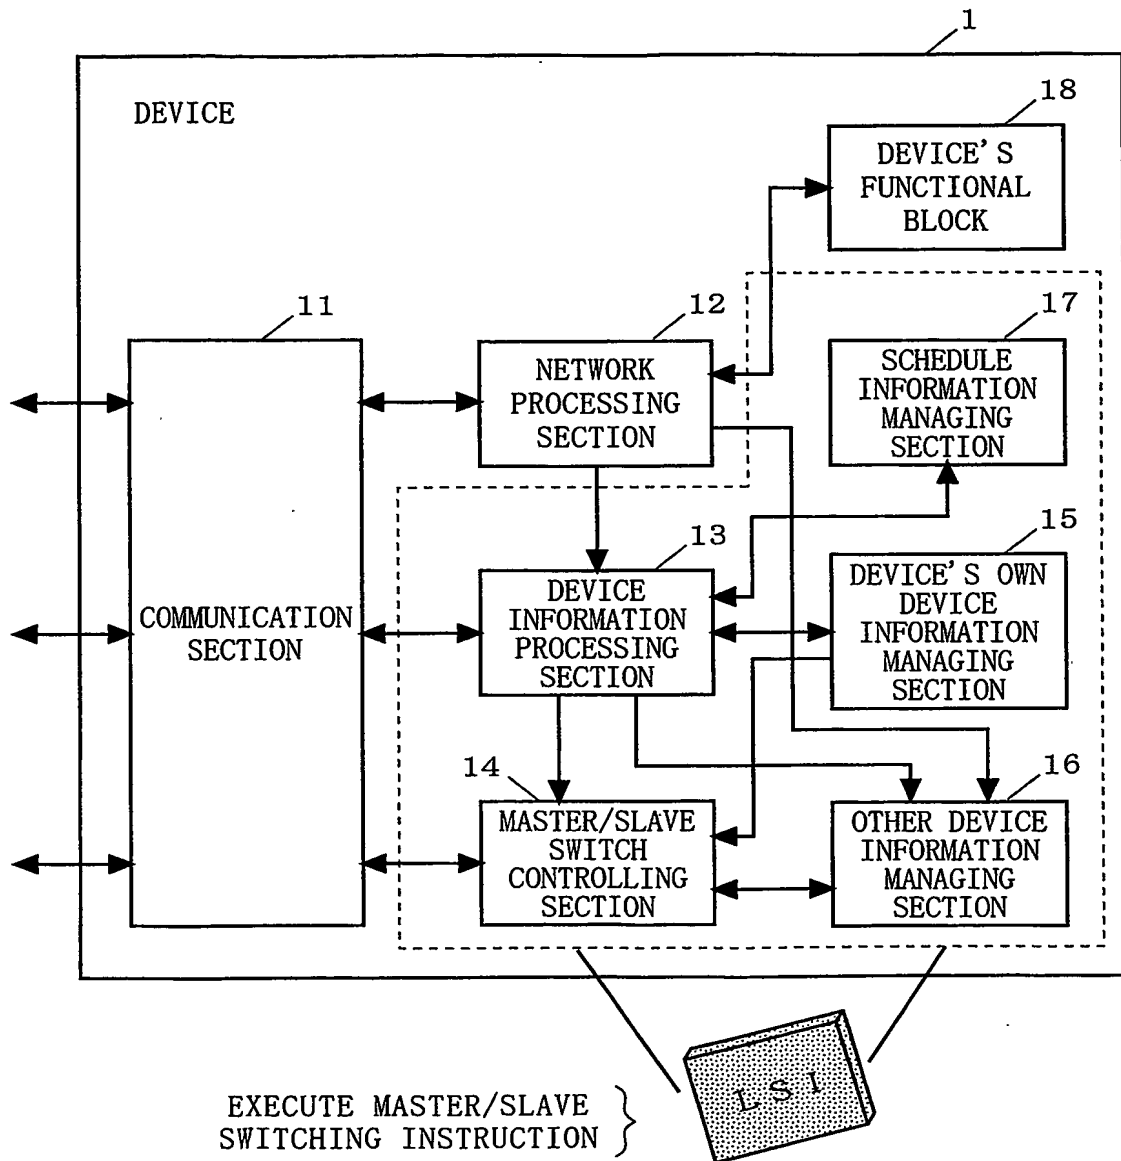 1
DEVICE
18
DEVICE'S
FUNCTIONAL
BLOCK
11
12
17
NETWORK
PROCESSING
SECTION
SCHEDULE
INFORMATION
MANAGING
SECTION
13
15
COMMUNICATION
SECTION
DEVICE
INFORMATION
PROCESSING
SECTION
DEVICE'S OWN
DEVICE
INFORMATION
MANAGING
SECTION
14
16
MASTER/SLAVE
SWITCH
CONTROLLING
SECTION
OTHER DEVICE
INFORMATION
MANAGING
SECTION
LSI
EXECUTE MASTER/SLAVE
SWITCHING INSTRUCTION